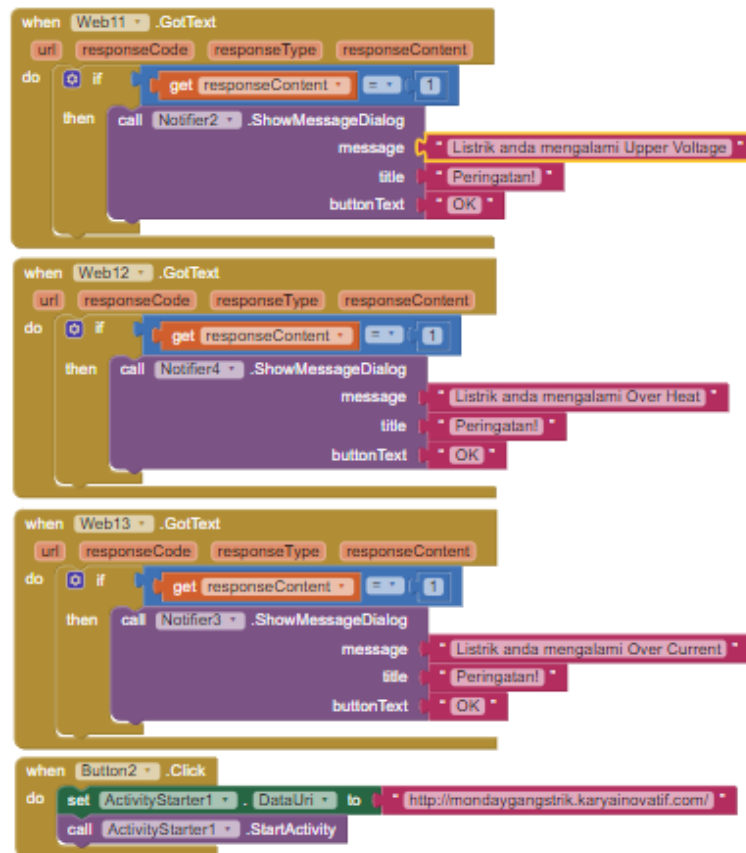 when Web11 .GotText
url responseCode responseType responseContent
do if get responseContent = 1
then call Notifier2 .ShowMessageDialog
message " Listrik anda mengalami Upper Voltage "
title " Peringatan! "
buttonText " OK "
when Web12 .GotText
url responseCode responseType responseContent
do if get responseContent = 1
then call Notifier4 .ShowMessageDialog
message " Listrik anda mengalami Over Heat "
title " Peringatan! "
buttonText " OK "
when Web13 .GotText
url responseCode responseType responseContent
do if get responseContent = 1
then call Notifier3 .ShowMessageDialog
message " Listrik anda mengalami Over Current "
title " Peringatan! "
buttonText " OK "
when Button2 .Click
do set ActivityStarter1 . DataUri to " http://mondaygangstrik.karyainovatif.com/ "
call ActivityStarter1 .StartActivity